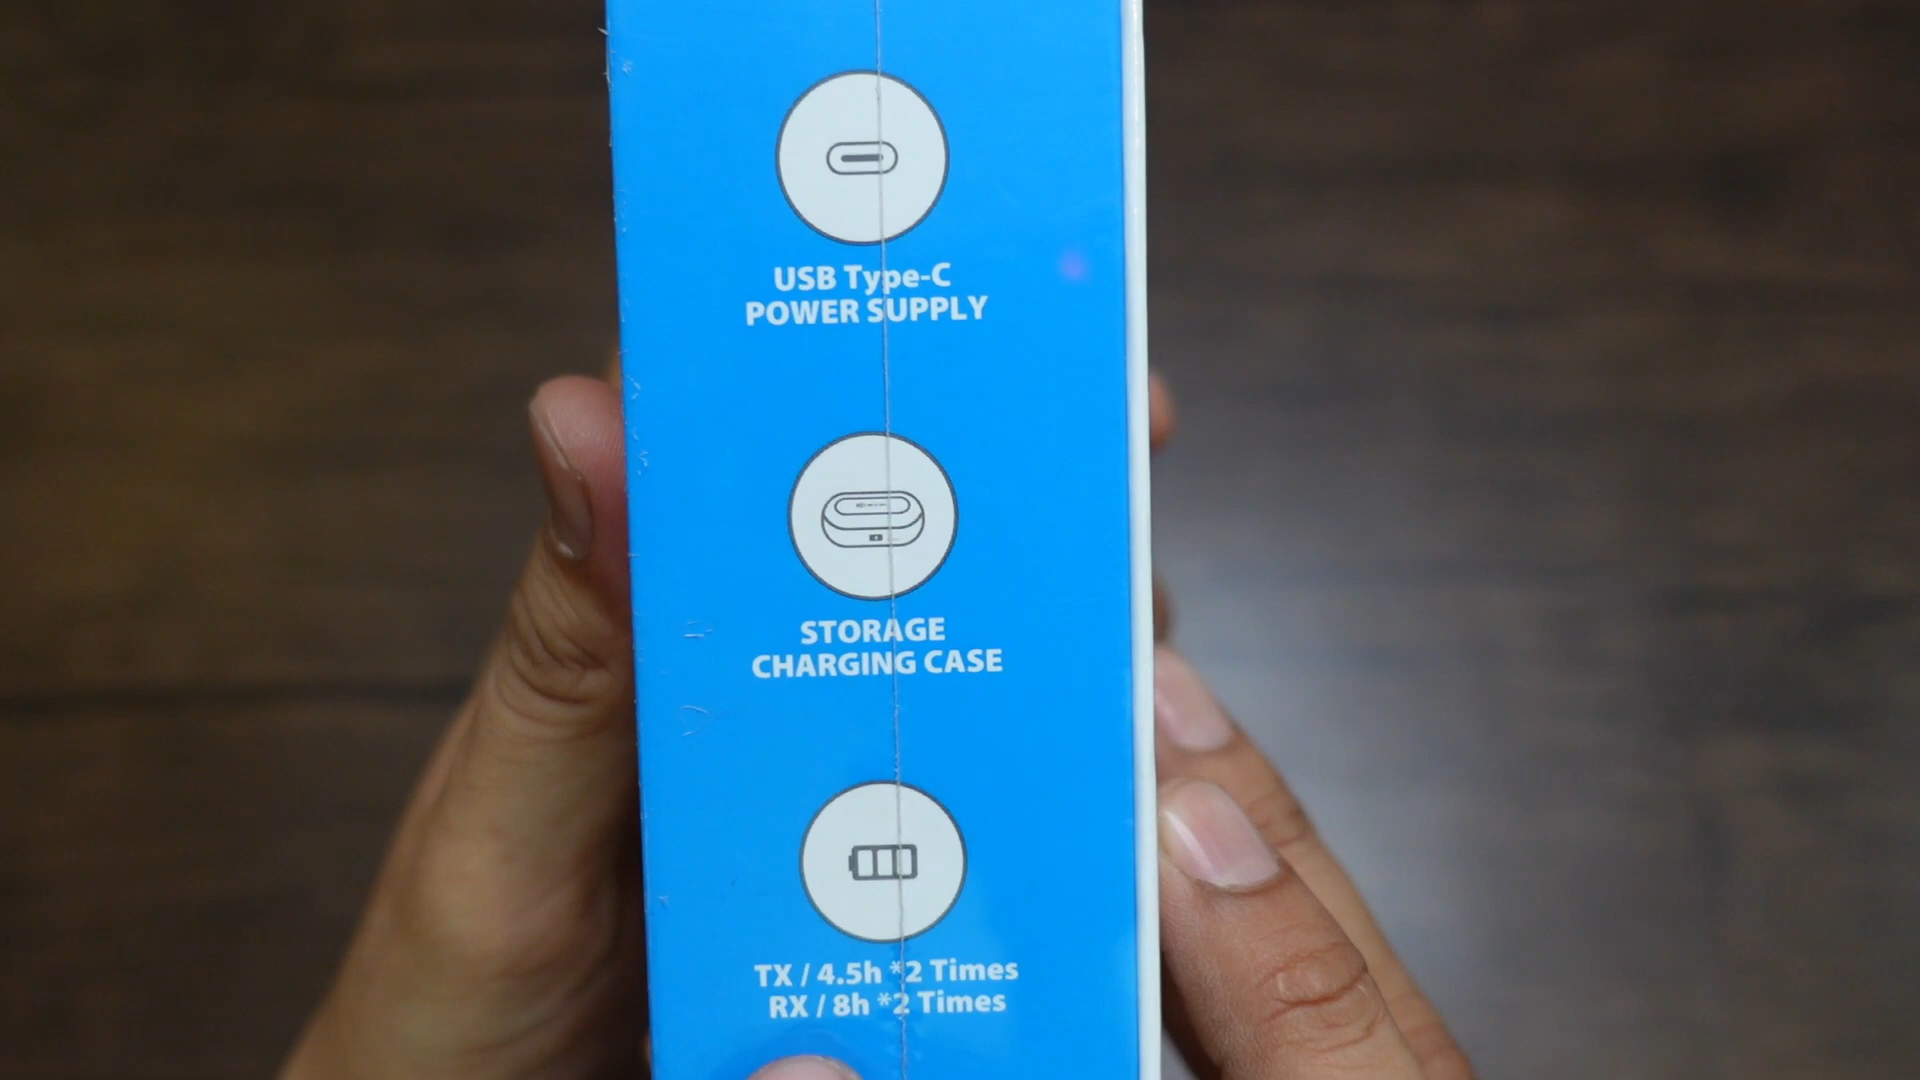 USB Type-C
POWER SUPPLY
STORAGE
CHARGING CASE
TX / 4.5h *2 Times
RX / 8h *2 Times